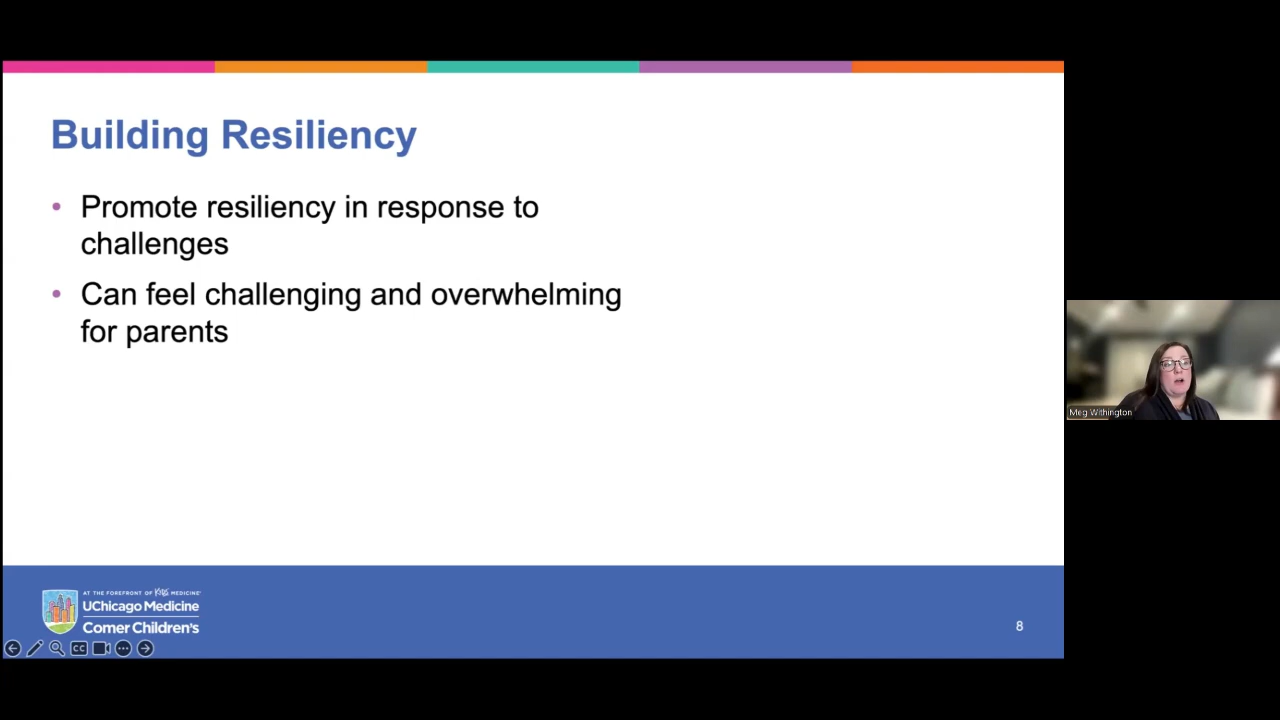 Building Resiliency
• Promote resiliency in response to
challenges
• Can feel challenging and overwhelming
for parents
Meg Withington
AT THE FOREFRONT OF KIDS MEDICINE®
UChicago Medicine
Comer Children's
8
CC